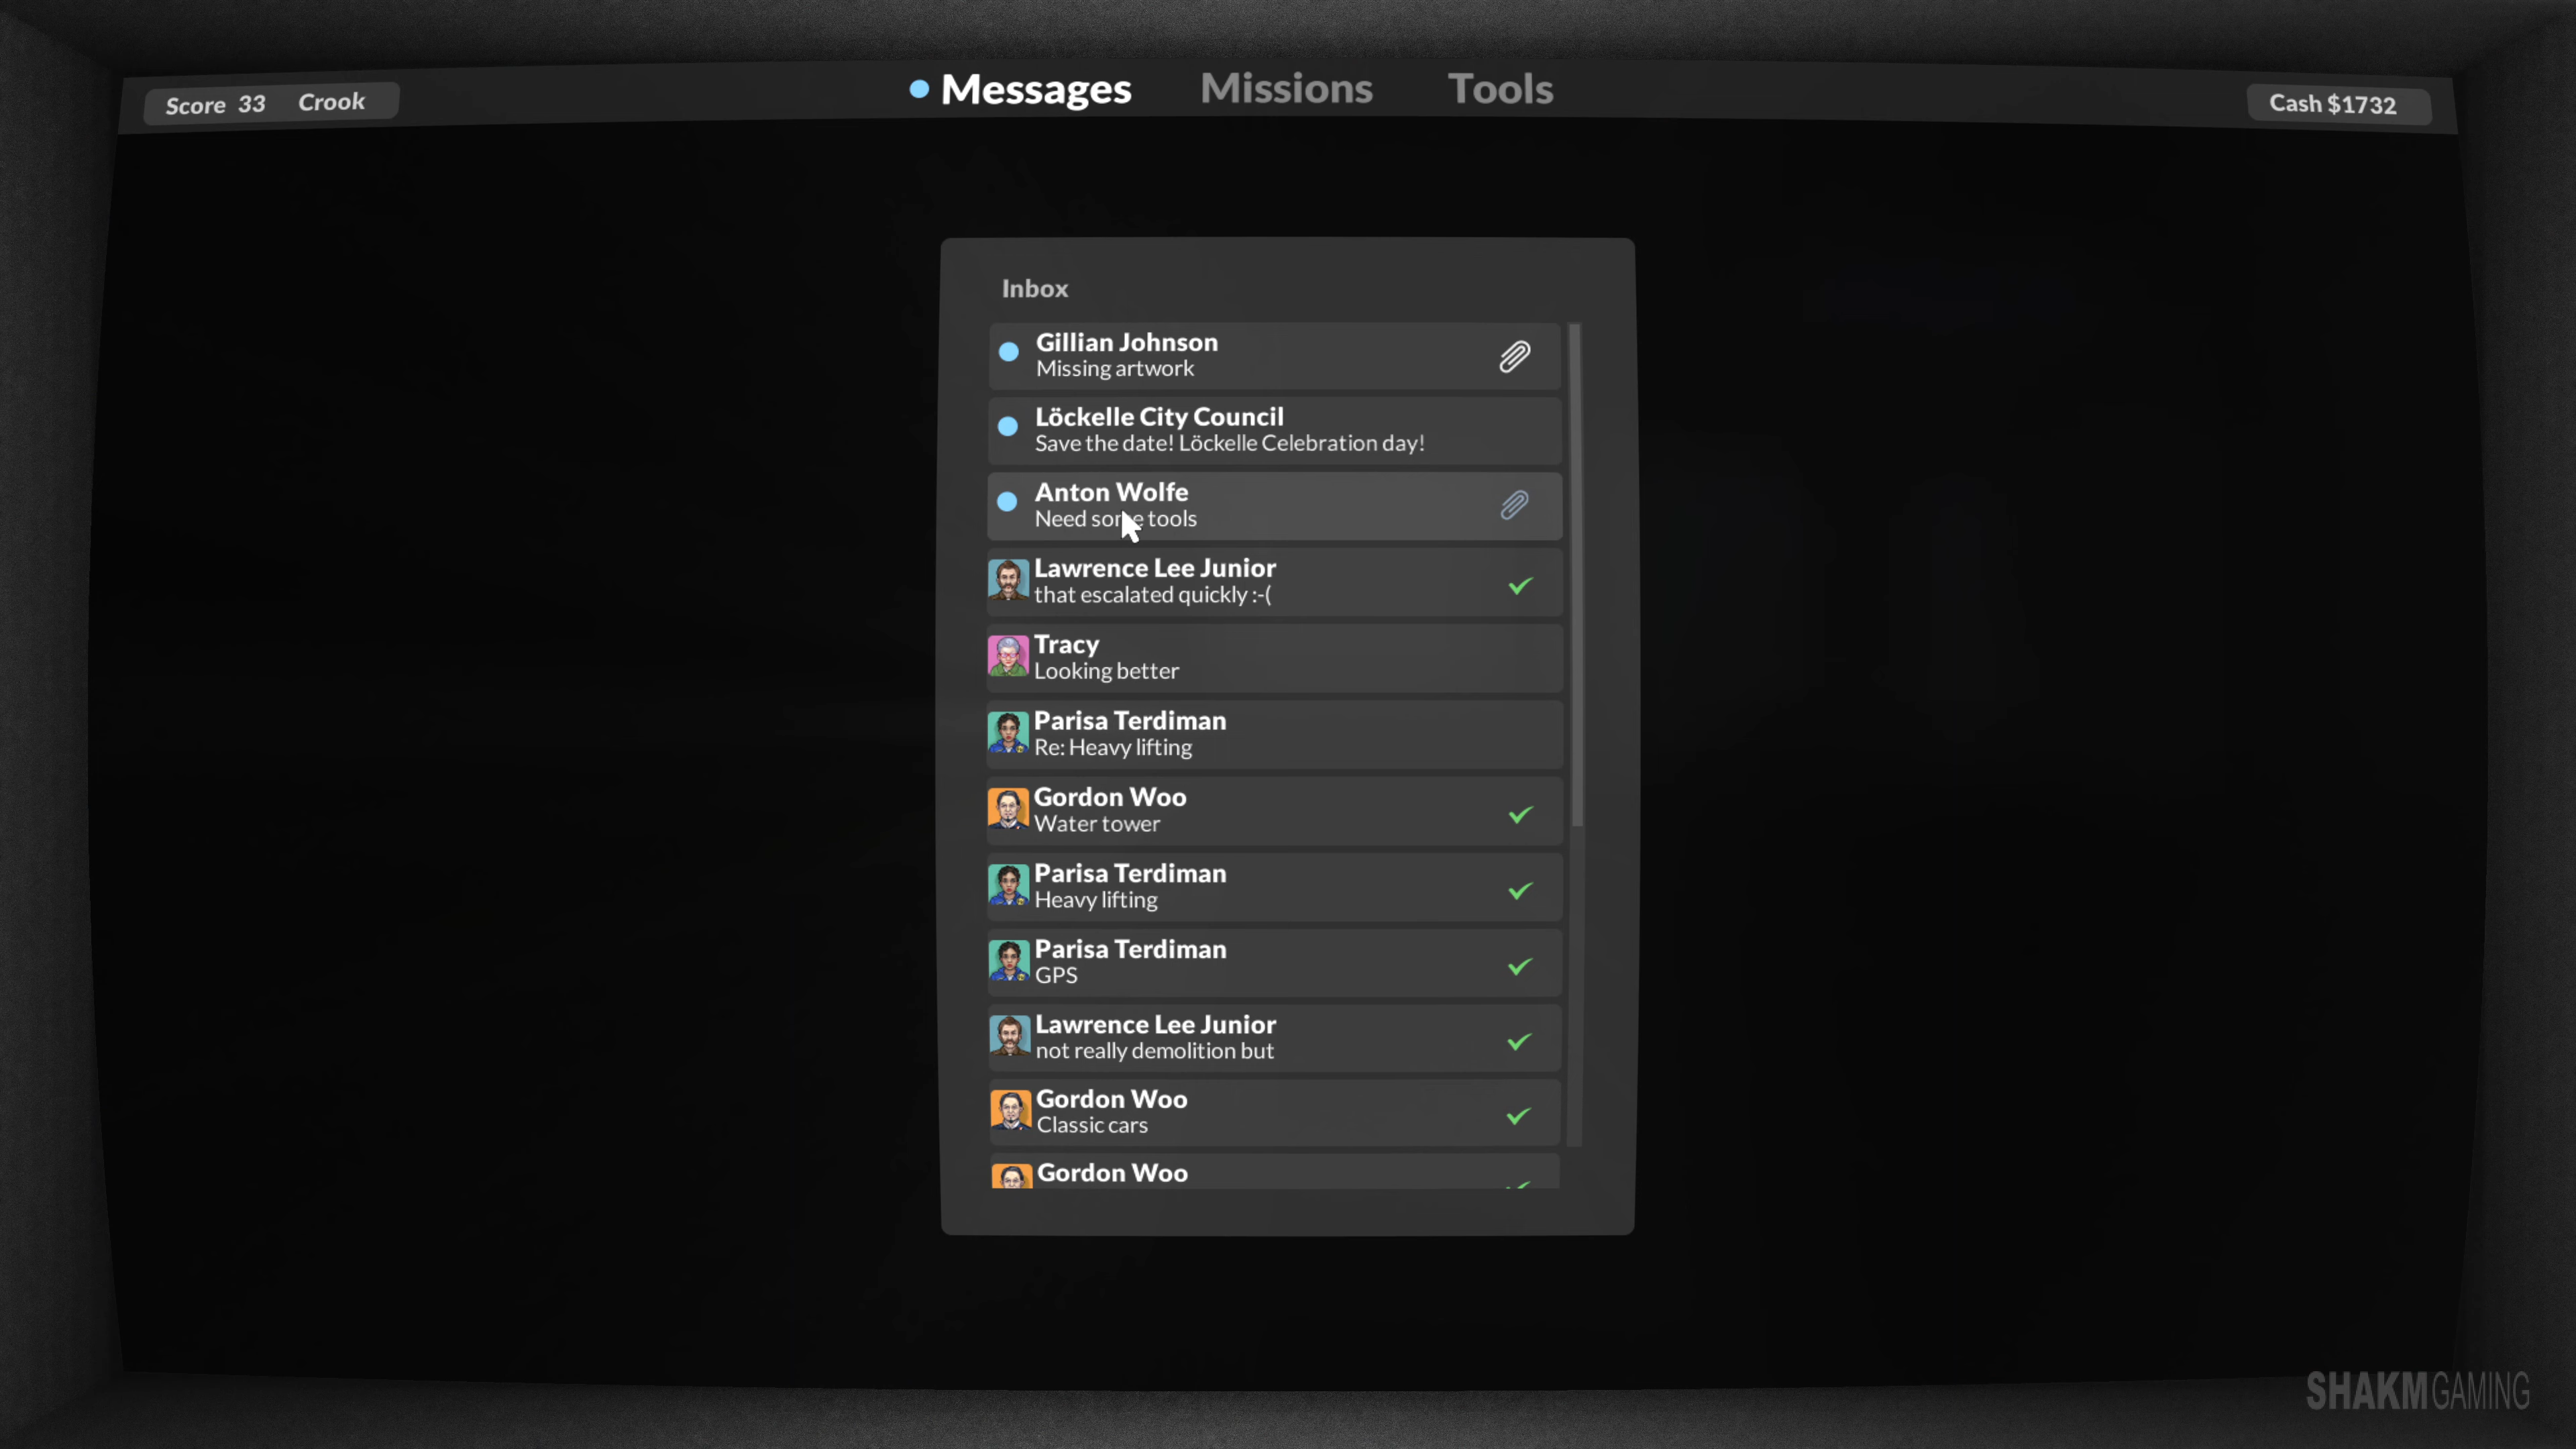 Score 33 Crook
Messages Missions Tools
Cash $1732
Inbox
Gillian Johnson
Missing artwork
Löckelle City Council
Save the date! Löckelle Celebration day!
Anton Wolfe
Need some tools
Lawrence Lee Junior
that escalated quickly :-(
Tracy
Looking better
Parisa Terdiman
Re: Heavy lifting
Gordon Woo
Water tower
Parisa Terdiman
Heavy lifting
Parisa Terdiman
GPS
Lawrence Lee Junior
not really demolition but
Gordon Woo
Classic cars
Gordon Woo
SHAKMGAMING